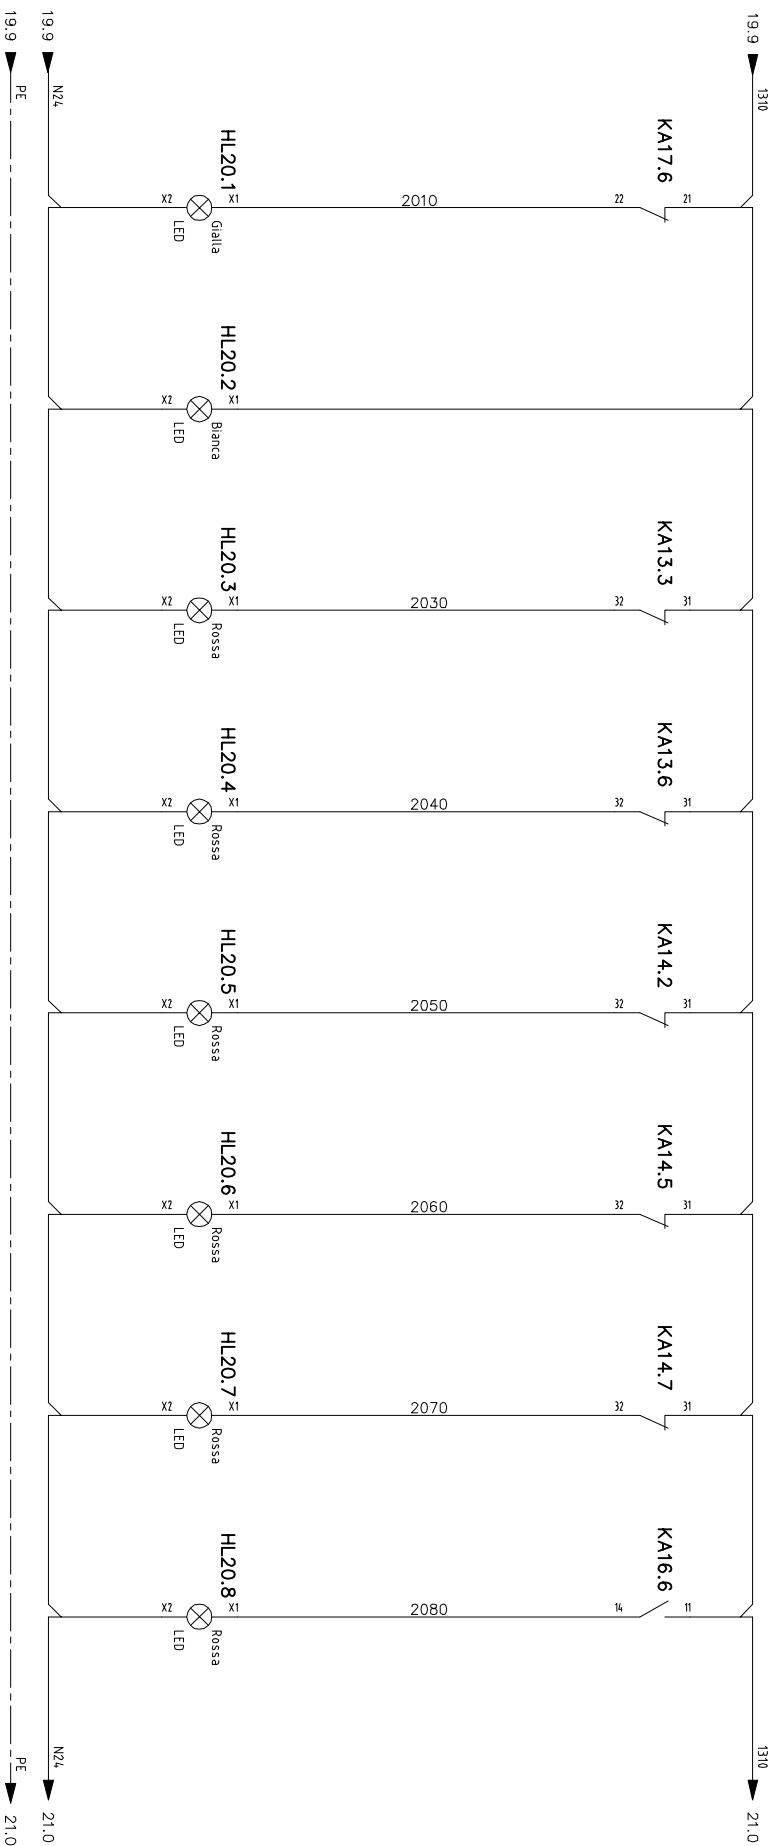 19.9 1310 1310 21.0
KA17.6 KA13.3 KA13.6 KA14.2 KA14.5 KA14.7 KA16.6
21 31 31 31 31 31 11
22 32 32 32 32 32 14
2010 2030 2040 2050 2060 2070 2080
HL20.1 HL20.2 HL20.3 HL20.4 HL20.5 HL20.6 HL20.7 HL20.8
X1 X1 X1 X1 X1 X1 X1 X1
Gialla Bianca Rossa Rossa Rossa Rossa Rossa Rossa
LED LED LED LED LED LED LED LED
X2 X2 X2 X2 X2 X2 X2 X2
19.9 N24 N24 21.0
19.9 PE PE 21.0